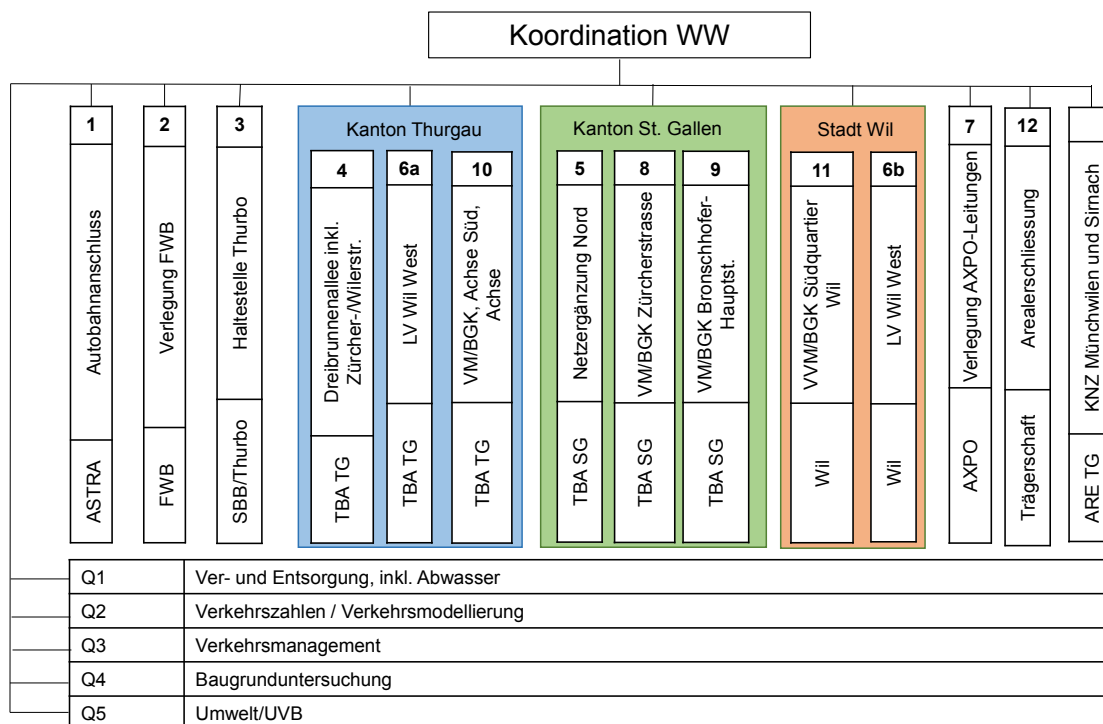 Koordination WW
1
Autobahnanschluss
ASTRA
2
Verlegung FWB
FWB
3
Haltestelle Thurbo
SBB/Thurbo
Kanton Thurgau
4
Dreibrunnenallee inkl.
Zürcher-/Wilerstr.
TBA TG
6a
LV Wil West
TBA TG
10
VM/BGK, Achse Süd,
Achse
TBA TG
Kanton St. Gallen
5
Netzergänzung Nord
TBA SG
8
VM/BGK Zürcherstrasse
TBA SG
9
VM/BGK Bronschhofer-
Hauptst.
TBA SG
Stadt Wil
11
VVM/BGK Südquartier
Wil
Wil
6b
LV Wil West
Wil
7
Verlegung AXPO-Leitungen
AXPO
12
Arealerschliessung
Trägerschaft
KNZ Münchwilen und Sirnach
ARE TG
Q1 Ver- und Entsorgung, inkl. Abwasser
Q2 Verkehrszahlen / Verkehrsmodellierung
Q3 Verkehrsmanagement
Q4 Baugrunduntersuchung
Q5 Umwelt/UVB